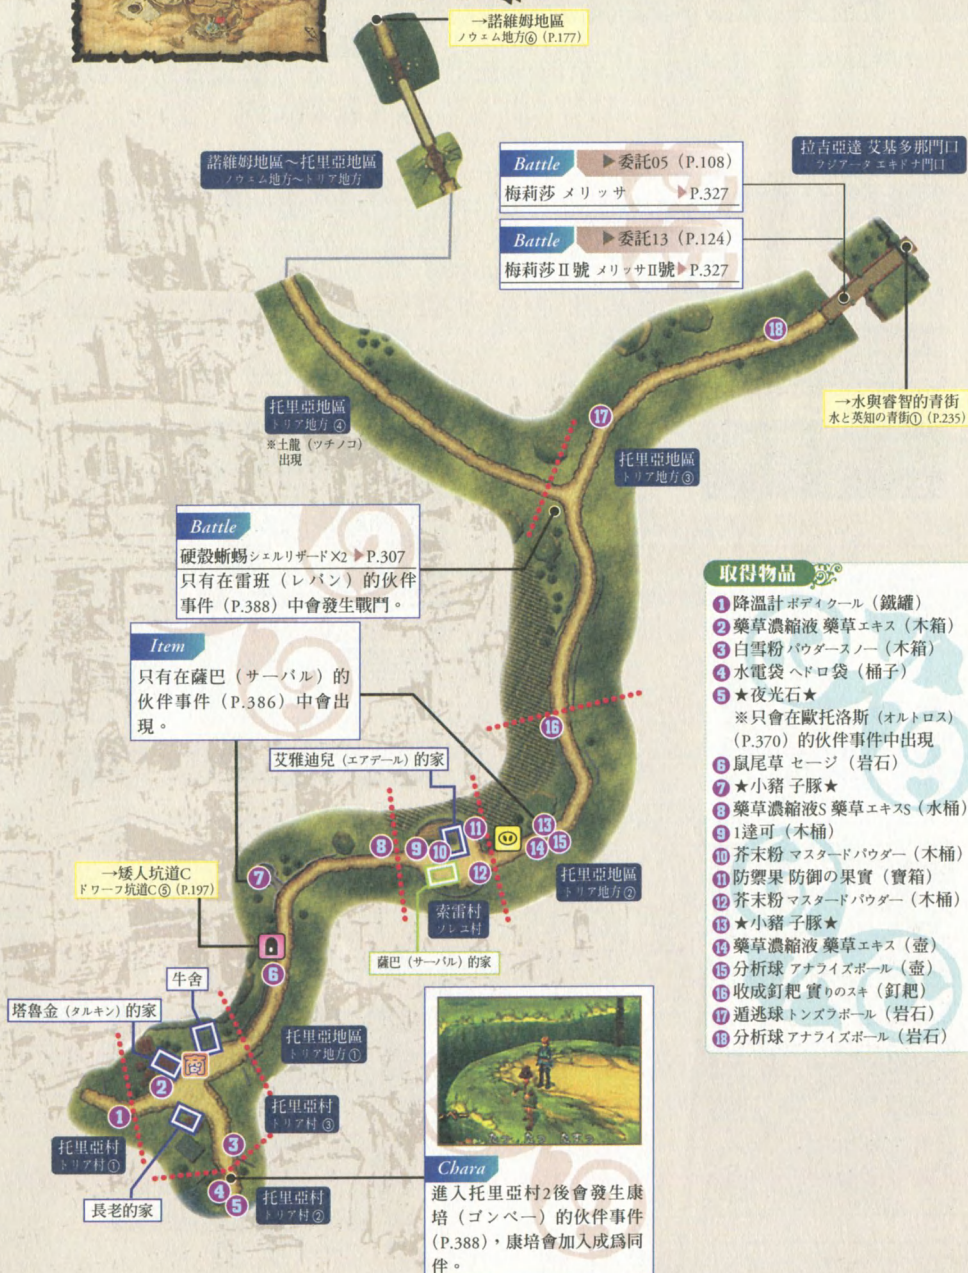 →諾維姆地區
ノウェム地方⑥ (P.177)
諾維姆地區～托里亞地區
ノウェム地方～トリア地方
Battle ▶委託05 (P.108)
梅莉莎 メリッサ ▶P.327
拉吉亞達 艾基多那門口
ラジアータ エキドナ門口
Battle ▶委託13 (P.124)
梅莉莎Ⅱ號 メリッサⅡ號▶P.327
18
→水與睿智的青街
水と英知の青街① (P.235)
托里亞地區
トリア地方④
※土龍（ツチノコ）
出現
17
托里亞地區
トリア地方③
Battle
硬殼蜥蜴シェルリザード×2 ▶P.307
只有在雷班（レバン）的伙伴
事件（P.388）中會發生戰鬥。
Item
只有在薩巴（サーバル）的
伙伴事件（P.386）中會出
現。
16
艾雅迪兒（エアデール）的家
8
9
10
11
12
13
14
15
7
托里亞地區
トリア地方②
索雷村
ソレユ村
薩巴（サーバル）的家
→矮人坑道C
ドワーフ坑道C⑤ (P.197)
6
牛舍
塔魯金（タルキン）的家
托里亞地區
トリア地方①
2
1
托里亞村
トリア村③
托里亞村
トリア村①
3
長老的家
4
5
托里亞村
トリア村②
Chara
進入托里亞村2後會發生康
培（ゴンベー）的伙伴事件
（P.388），康培會加入成爲同
伴。
取得物品
❶降溫計 ボディクール（鐵罐）
❷藥草濃縮液 藥草エキス（木箱）
❸白雪粉 パウダースノー（木箱）
❹水電袋 ヘドロ袋（桶子）
❺★夜光石★
※只會在歐托洛斯（オルトロス）
（P.370）的伙伴事件中出現
❻鼠尾草 セージ（岩石）
❼★小豬 子豚★
❽藥草濃縮液S 藥草エキスS（水桶）
❾1達可（木桶）
❿芥末粉 マスタードパウダー（木桶）
⓫防禦果 防御の果實（寶箱）
⓬芥末粉 マスタードパウダー（木桶）
⓭★小豬 子豚★
⓮藥草濃縮液 藥草エキス（壺）
⓯分析球 アナライズボール（壺）
⓰收成釘耙 實りのスキ（釘耙）
⓱遁逃球 トンズラボール（岩石）
⓲分析球 アナライズボール（岩石）